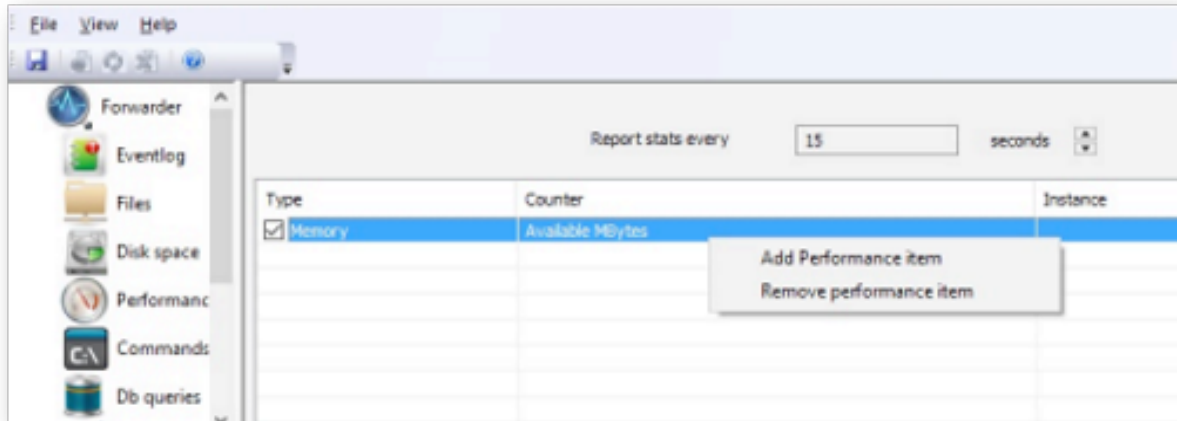 File View Help
Forwarder
Eventlog
Files
Disk space
Performanc
Commands
Db queries
Report stats every 15 seconds
Type Counter Instance
Memory Available MBytes
Add Performance item
Remove performance item
C:\